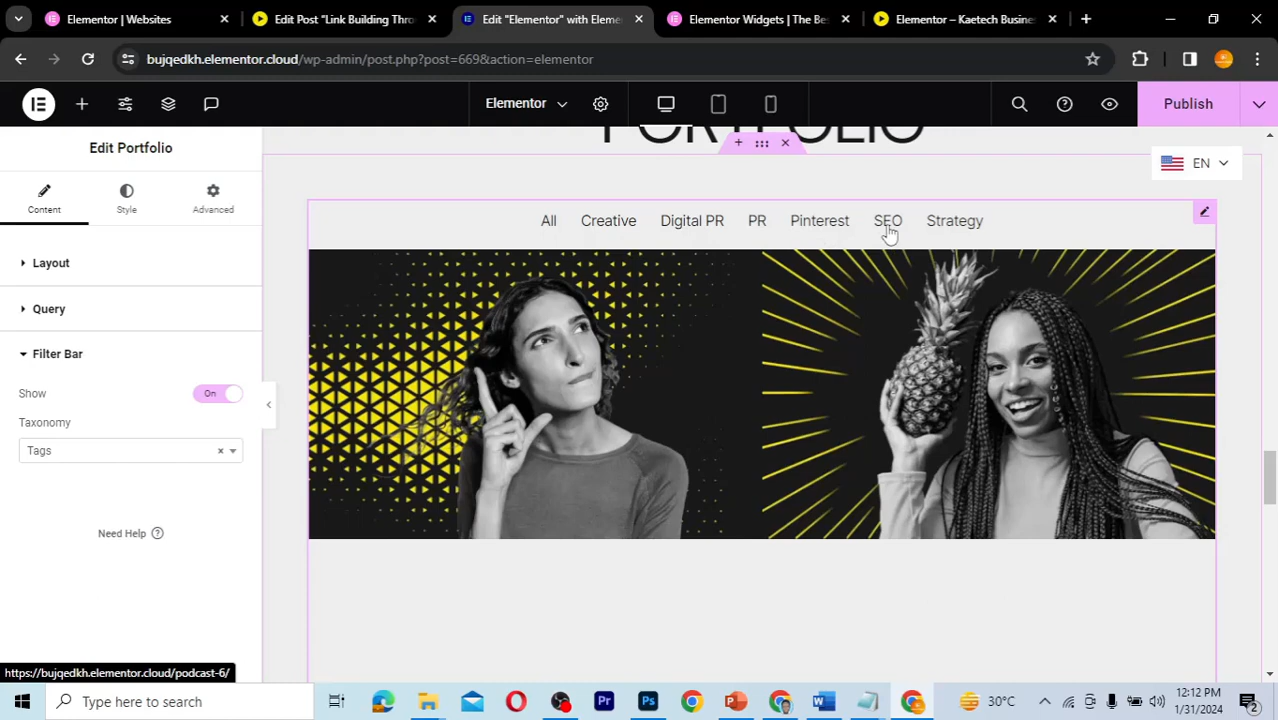 Elementor | Websites
Edit Post "Link Building Thro
Edit "Elementor" with Eleme
Elementor Widgets | The Be
Elementor – Kaetech Busine
bujqedkh.elementor.cloud/wp-admin/post.php?post=669&action=elementor
Elementor
Publish
Edit Portfolio
PORTFOLIO
EN
Content
Style
Advanced
All
Creative
Digital PR
PR
Pinterest
SEO
Strategy
Layout
Query
Filter Bar
Show
On
Taxonomy
Tags
Need Help
https://bujqedkh.elementor.cloud/podcast-6/
Type here to search
30°C
12:12 PM
1/31/2024
2